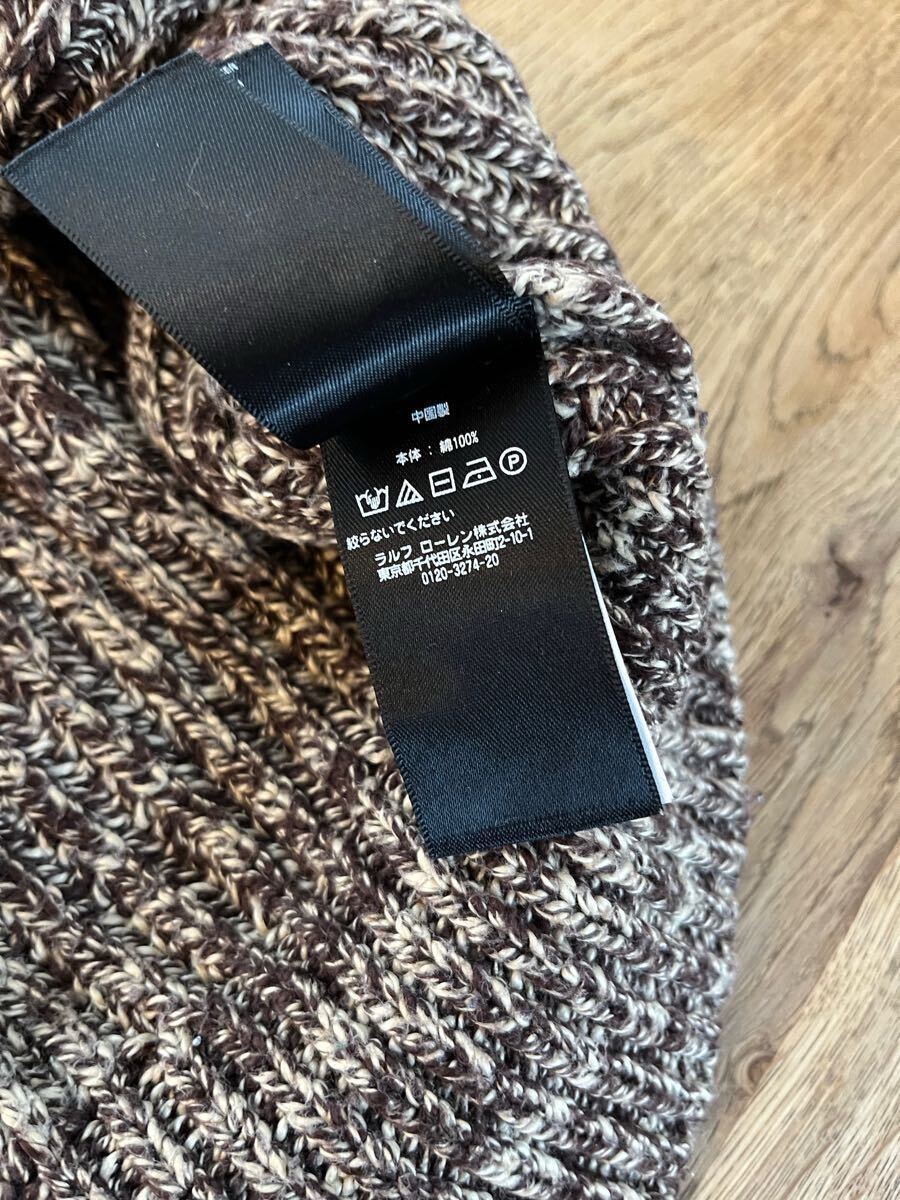 中国製
本体 : 綿100%
P
絞らないでください
ラルフ ローレン株式会社
東京都千代田区永田町2-10-1
0120-3274-20